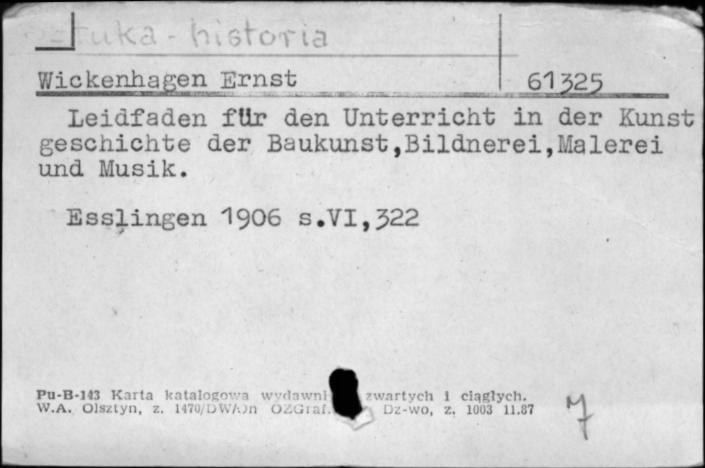 Sztuka - historia
Wickenhagen Ernst 61325
Leidfaden für den Unterricht in der Kunst
geschichte der Baukunst,Bildnerei,Malerei
und Musik.
Esslingen 1906 s.VI,322
Pu-B-143 Karta katalogowa wydawni zwartych i ciągłych.
W.A. Olsztyn, z. 1470/DWA/n OZGraf. Dz-wo, z. 1003 11.87
7